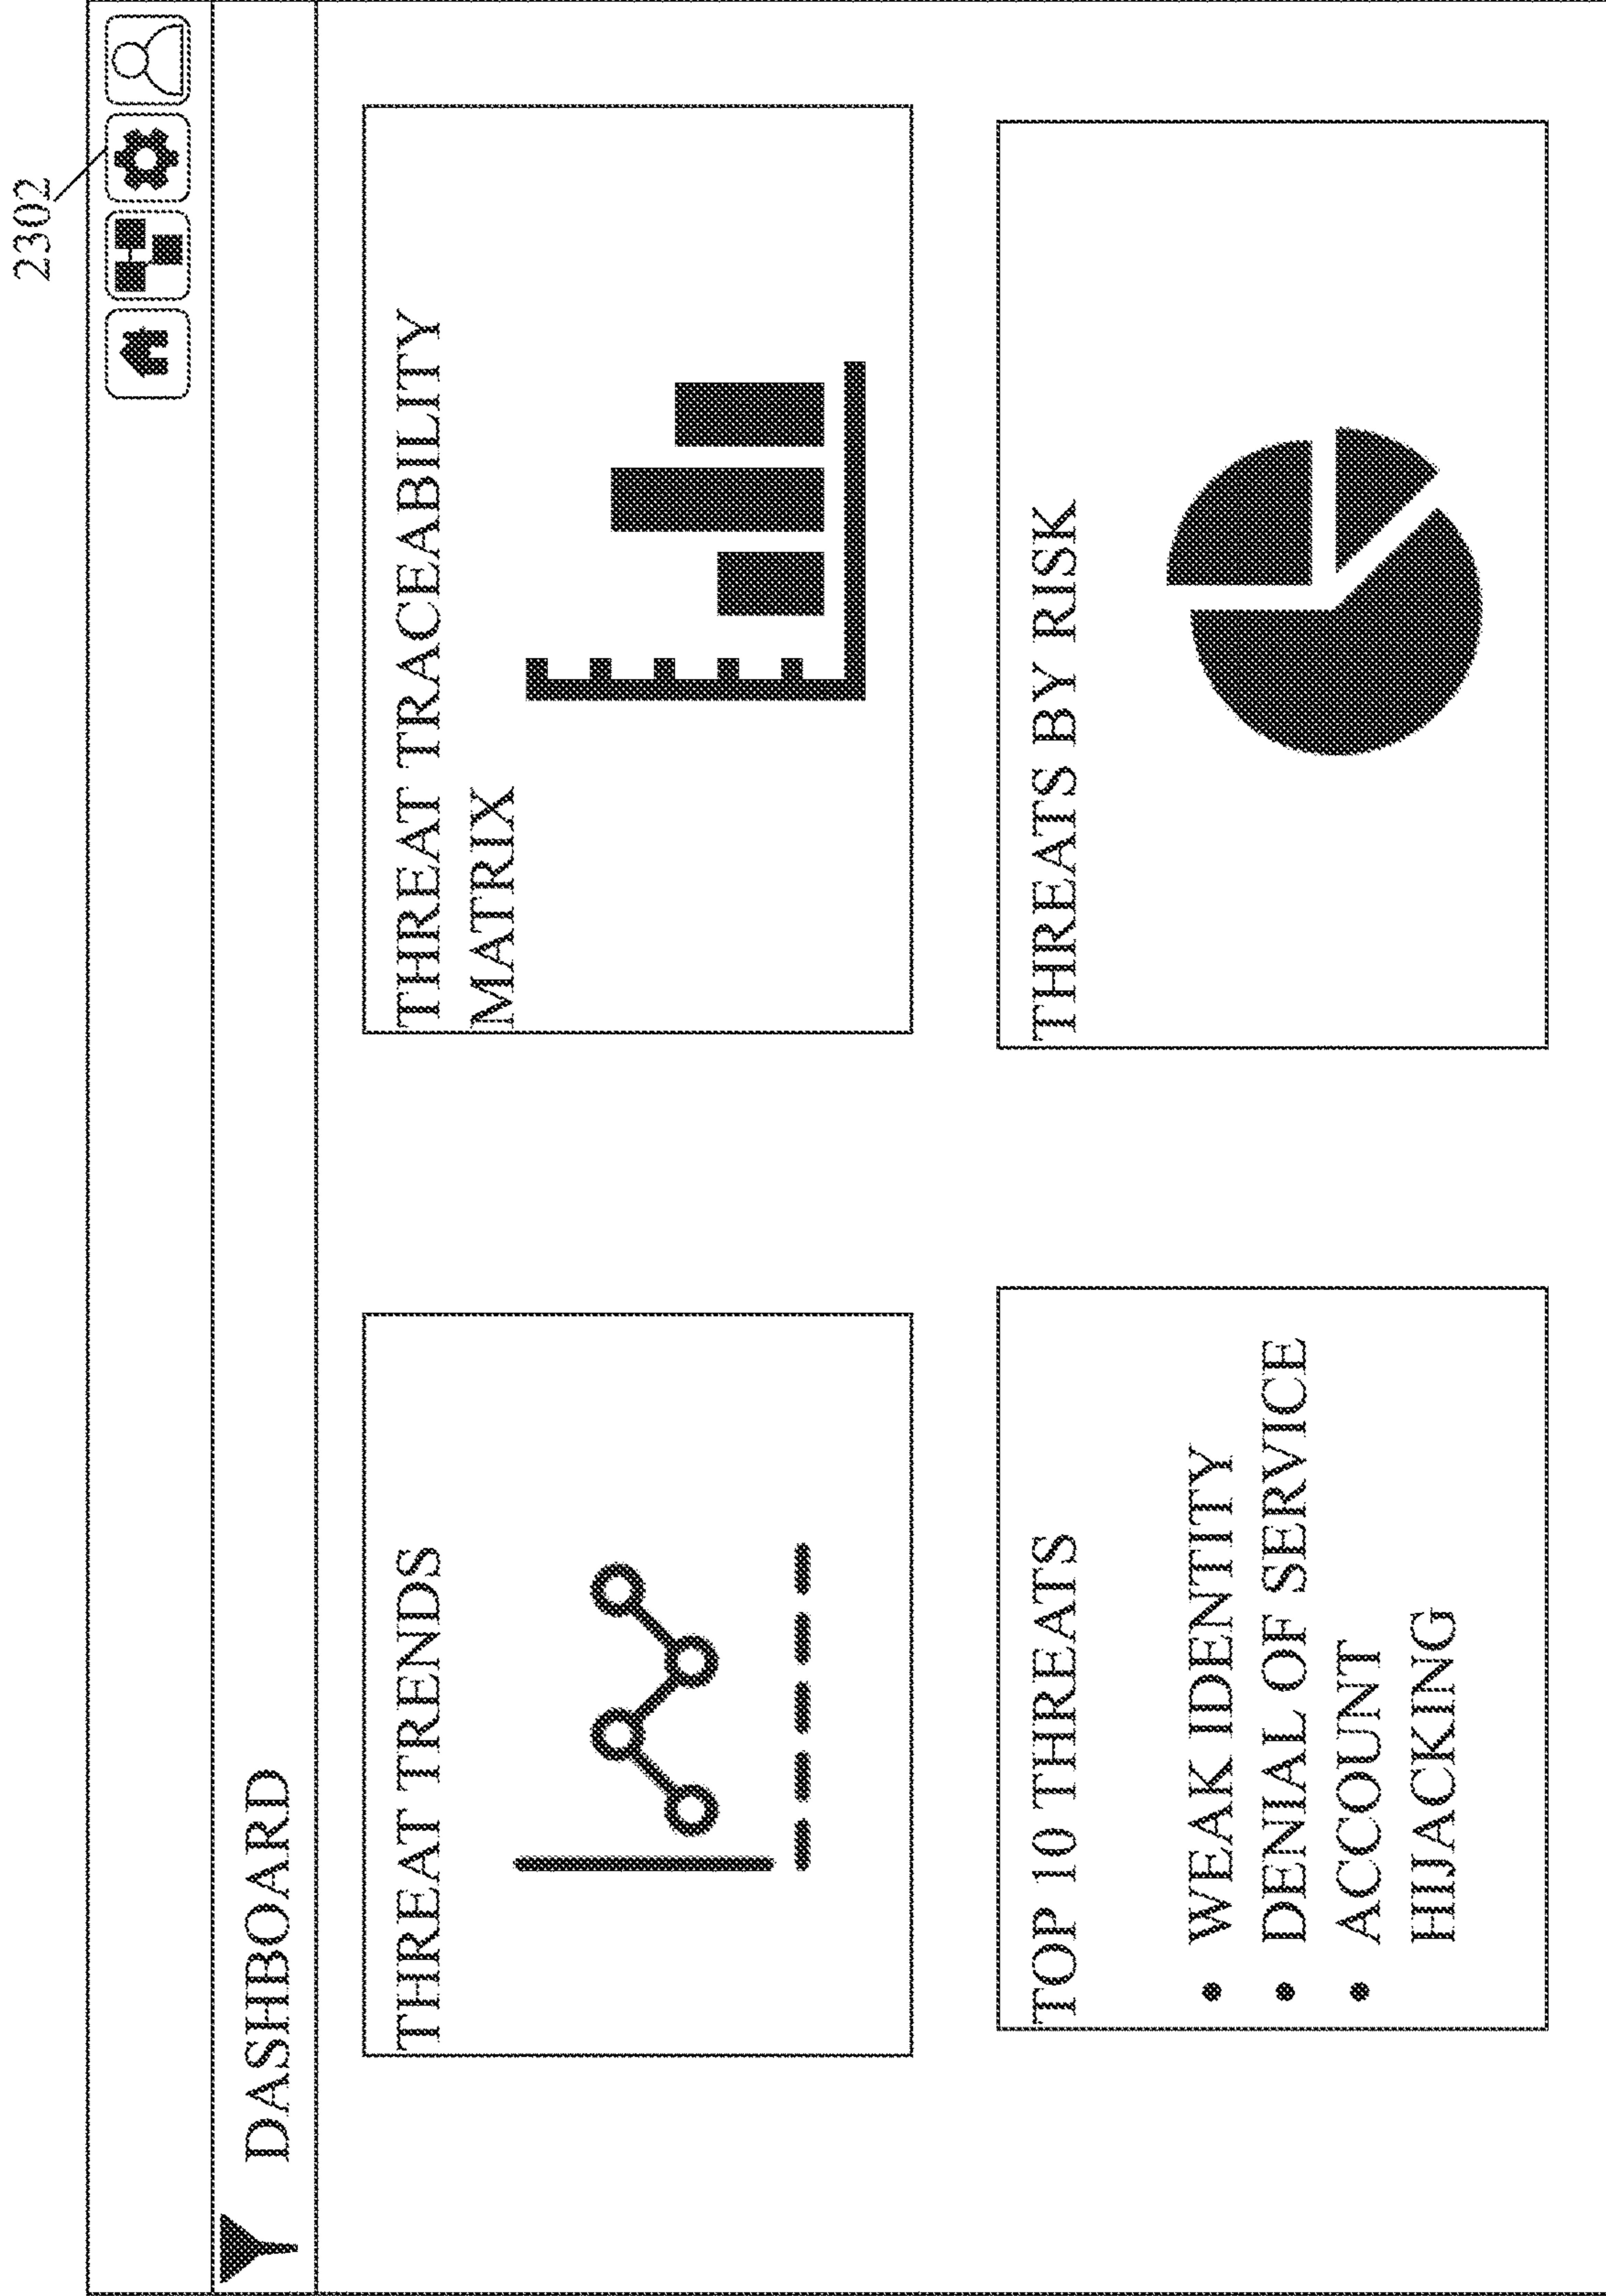 2302
DASHBOARD
THREAT TRENDS
THREAT TRACEABILITY
MATRIX
TOP 10 THREATS
• WEAK IDENTITY
• DENIAL OF SERVICE
• ACCOUNT
HIJACKING
THREATS BY RISK